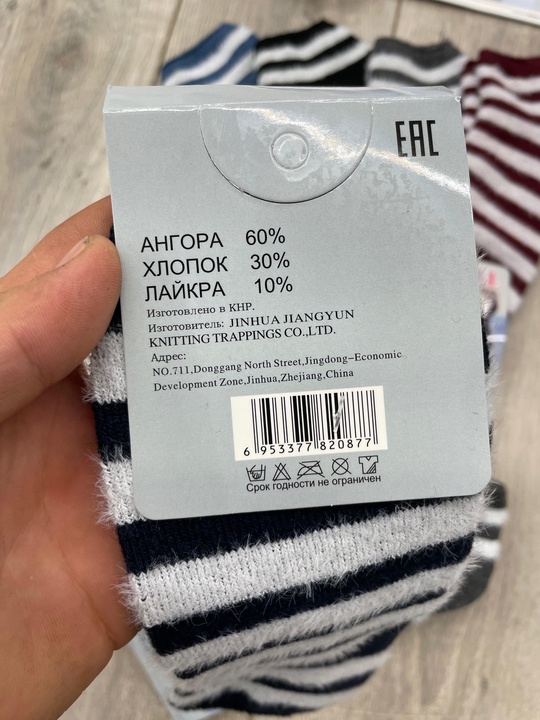 EAC
АНГОРА 60%
ХЛОПОК 30%
ЛАЙКРА 10%
Изготовлено в КНР.
Изготовитель: JINHUA JIANGYUN
KNITTING TRAPPINGS CO.,LTD.
Адрес:
NO.711,Donggang North Street,Jingdong-Economic
Development Zone,Jinhua,Zhejiang,China
6 953377 820877
Срок годности не ограничен